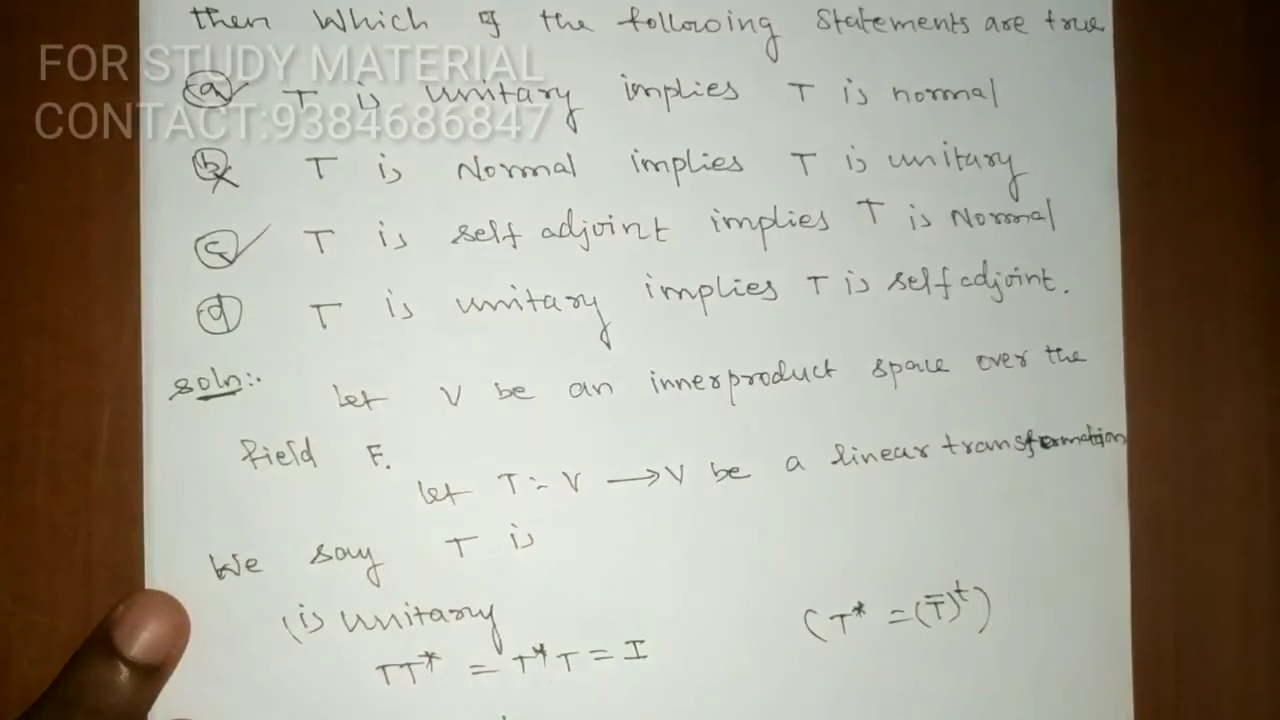 then Which of the following Statements are true
FOR STUDY MATERIAL
CONTACT:9384686847
(a) T is unitary implies T is normal
(b) T is Normal implies T is unitary
(c) T is self adjoint implies T is Normal
(d) T is unitary implies T is self adjoint.
soln:.
Let V be an innerproduct space over the
field F.
Let T:- V → V be a linear transformation
We say T is
(i) Unitary
TT* = T*T = I
(T* = (T̄)ᵗ)